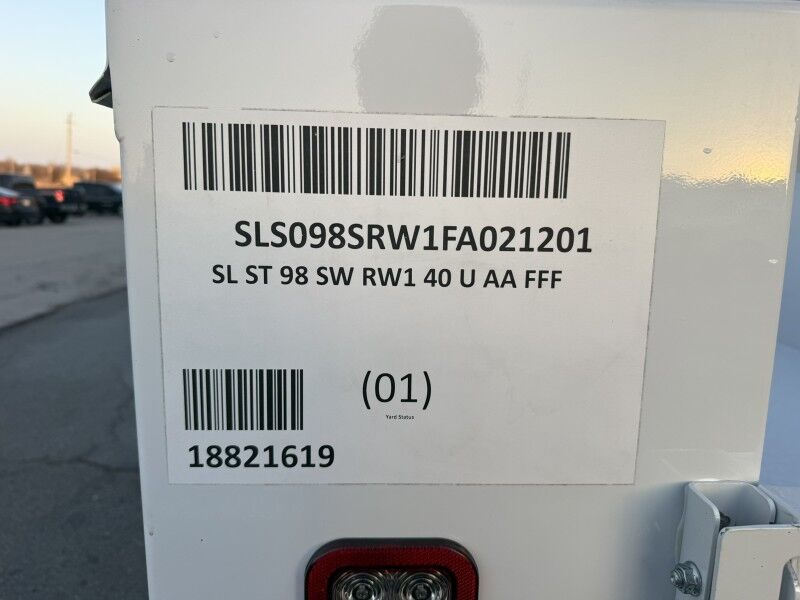 SLS098SRW1FA021201
SL ST 98 SW RW1 40 U AA FFF
(01)
Yard Status
18821619